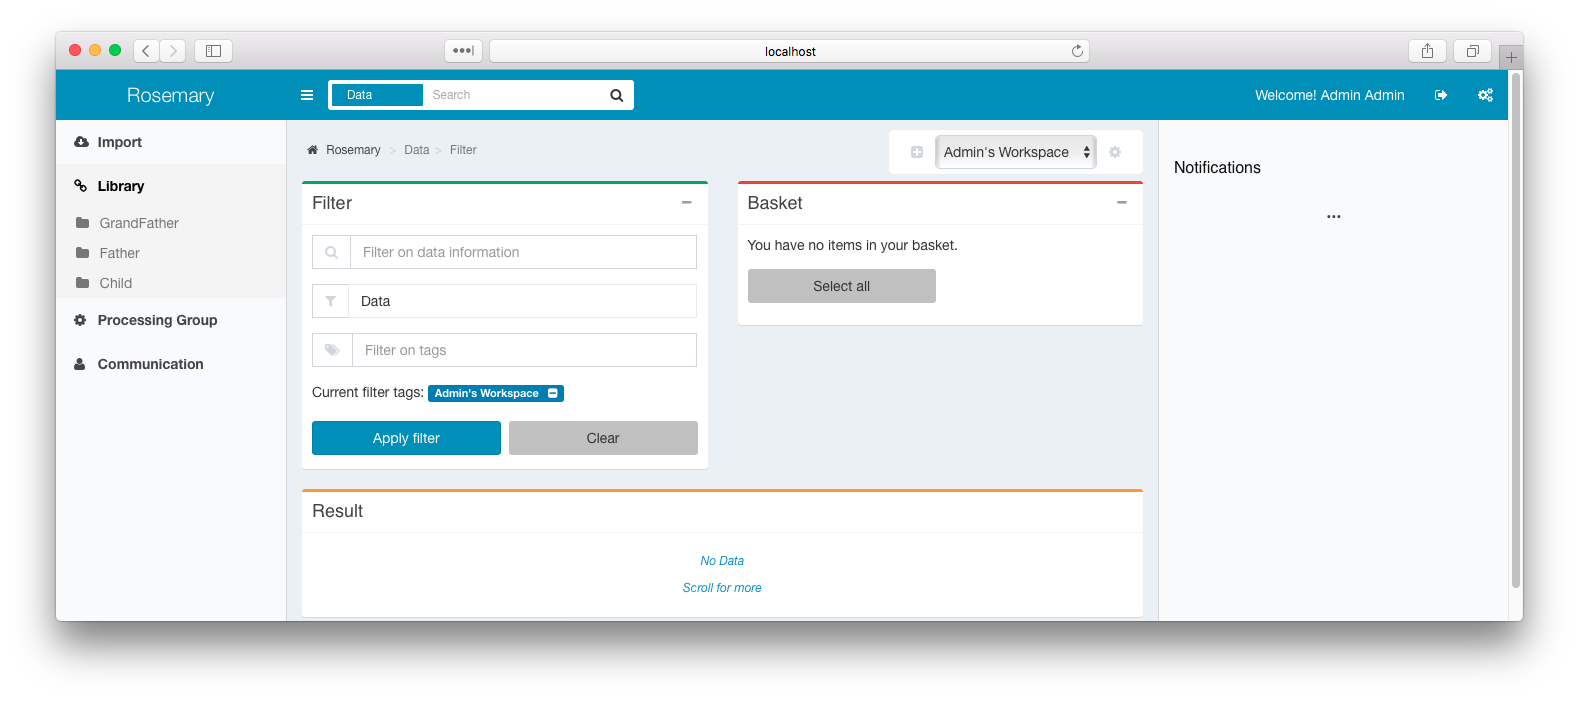 localhost
Rosemary
Data
Search
Welcome! Admin Admin
Import
Library
GrandFather
Father
Child
Processing Group
Communication
Rosemary > Data > Filter
Admin's Workspace
Filter
Filter on data information
Data
Filter on tags
Current filter tags: Admin's Workspace
Apply filter
Clear
Basket
You have no items in your basket.
Select all
Result
No Data
Scroll for more
Notifications
...